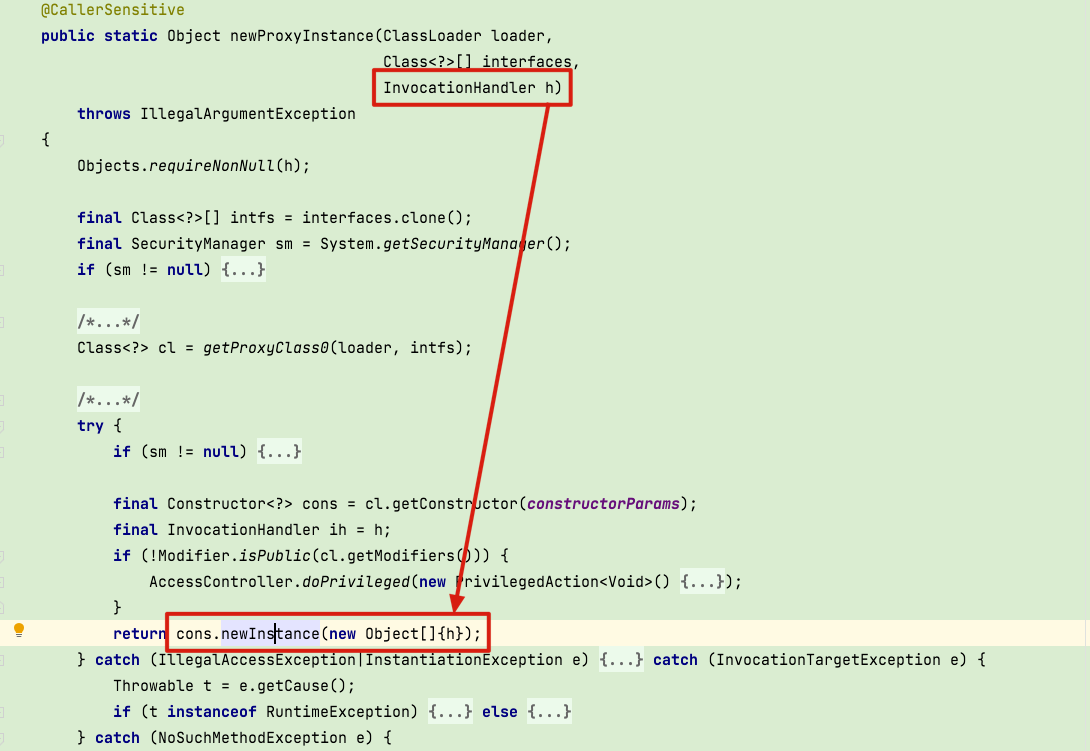 @CallerSensitive
public static Object newProxyInstance(ClassLoader loader,
Class<?>[] interfaces,
InvocationHandler h)
throws IllegalArgumentException
{
Objects.requireNonNull(h);
final Class<?>[] intfs = interfaces.clone();
final SecurityManager sm = System.getSecurityManager();
if (sm != null) {...}
/*...*/
Class<?> cl = getProxyClass0(loader, intfs);
/*...*/
try {
if (sm != null) {...}
final Constructor<?> cons = cl.getConstructor(constructorParams);
final InvocationHandler ih = h;
if (!Modifier.isPublic(cl.getModifiers())) {
AccessController.doPrivileged(new PrivilegedAction<Void>() {...});
}
return cons.newInstance(new Object[]{h});
} catch (IllegalAccessException|InstantiationException e) {...} catch (InvocationTargetException e) {
Throwable t = e.getCause();
if (t instanceof RuntimeException) {...} else {...}
} catch (NoSuchMethodException e) {